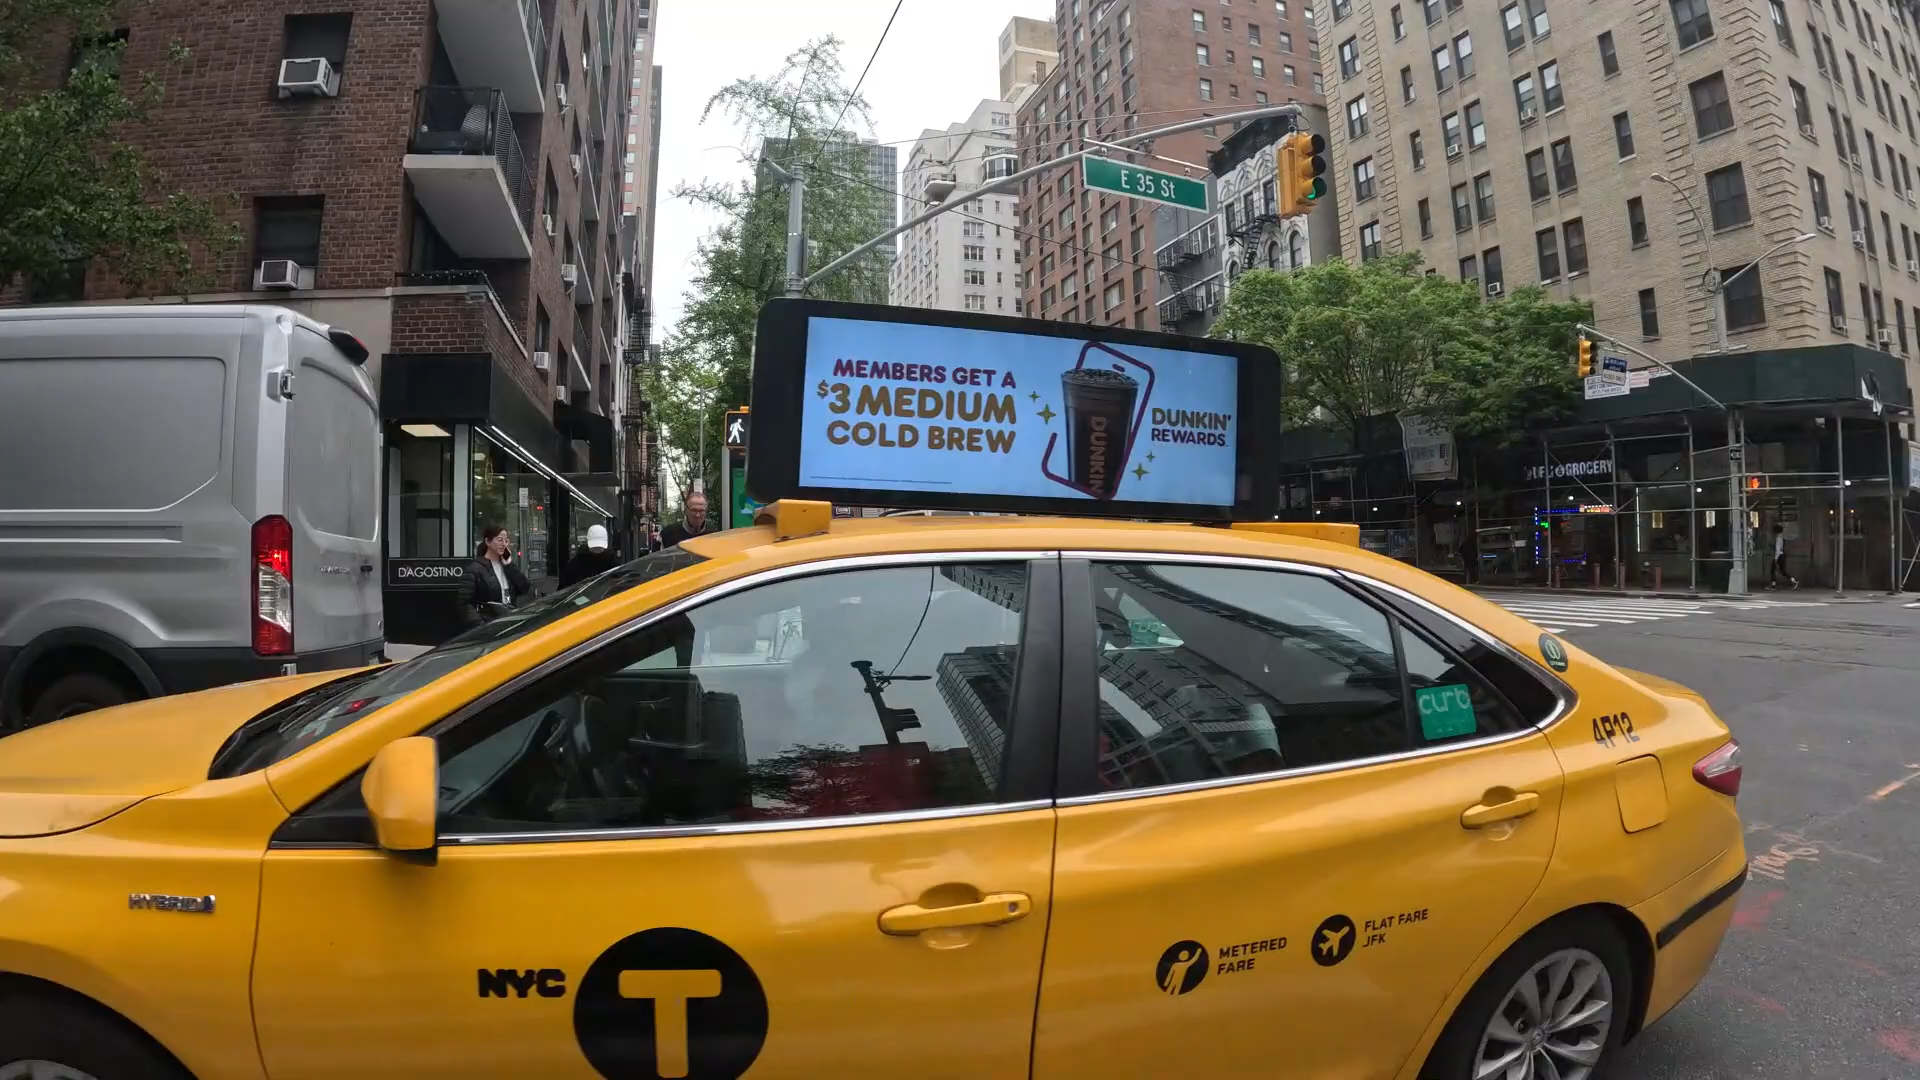 E 35 St
MEMBERS GET A
$3 MEDIUM
COLD BREW
DUNKIN'
DUNKIN'
REWARDS
GROCERY
D'AGOSTINO
curb
4P12
HYBRID
NYC
T
METERED
FARE
FLAT FARE
JFK